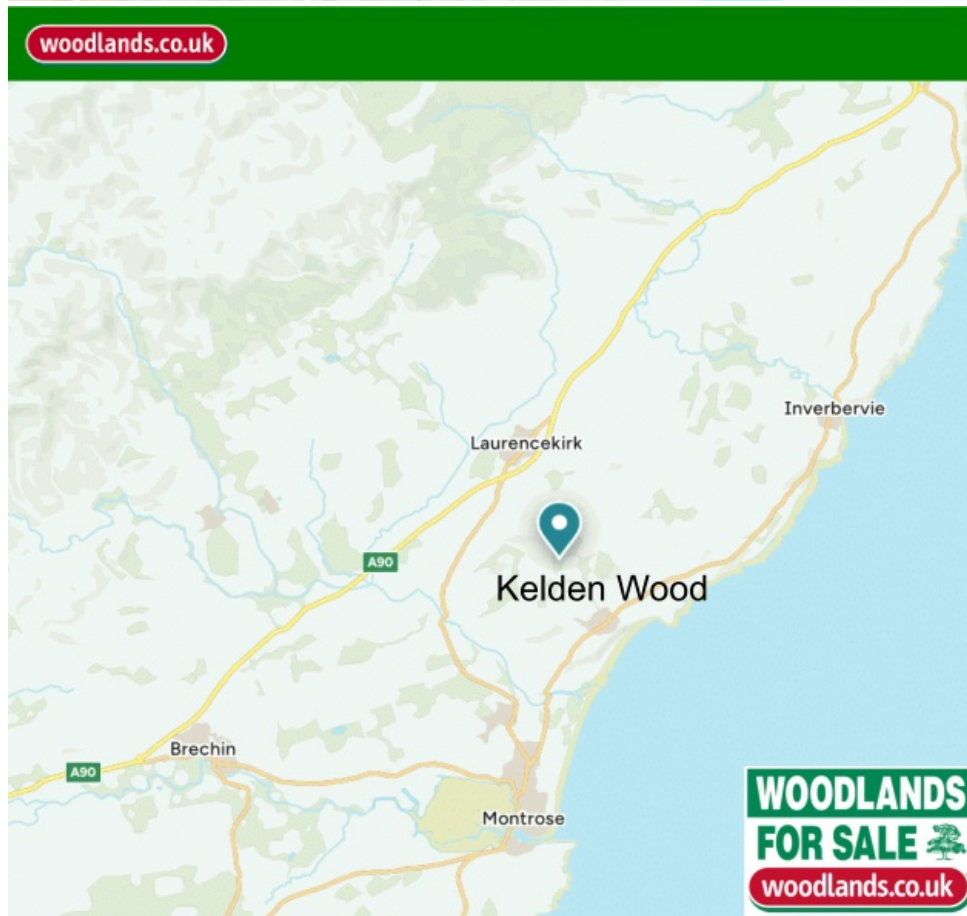 woodlands.co.uk
Inverbervie
Laurencekirk
A90
Kelden Wood
Brechin
A90
Montrose
WOODLANDS
FOR SALE
woodlands.co.uk